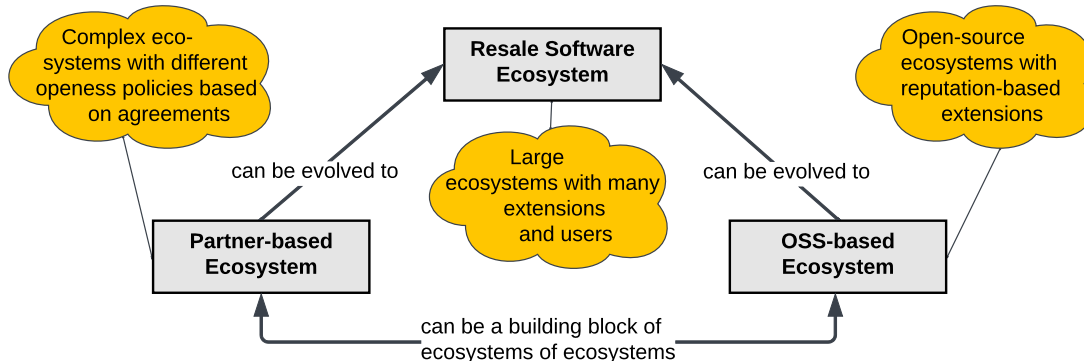 Complex eco-
systems with different
openess policies based
on agreements
Resale Software
Ecosystem
Open-source
ecosystems with
reputation-based
extensions
can be evolved to
Large
ecosystems with many
extensions
and users
can be evolved to
Partner-based
Ecosystem
OSS-based
Ecosystem
can be a building block of
ecosystems of ecosystems